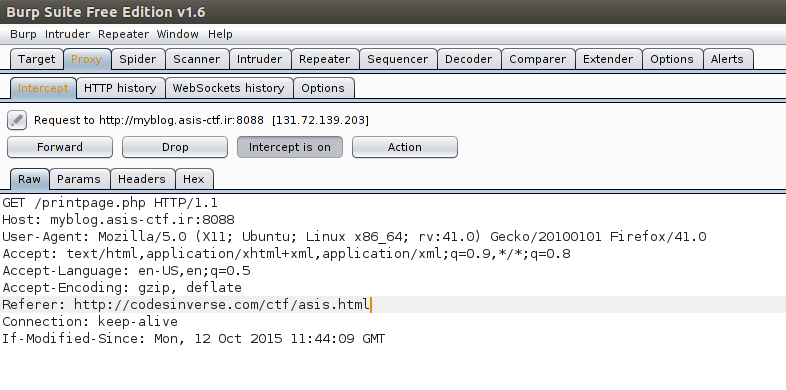 Burp Suite Free Edition v1.6
Burp Intruder Repeater Window Help
Target Proxy Spider Scanner Intruder Repeater Sequencer Decoder Comparer Extender Options Alerts
Intercept HTTP history WebSockets history Options
Request to http://myblog.asis-ctf.ir:8088 [131.72.139.203]
Forward Drop Intercept is on Action
Raw Params Headers Hex
GET /printpage.php HTTP/1.1
Host: myblog.asis-ctf.ir:8088
User-Agent: Mozilla/5.0 (X11; Ubuntu; Linux x86_64; rv:41.0) Gecko/20100101 Firefox/41.0
Accept: text/html,application/xhtml+xml,application/xml;q=0.9,*/*;q=0.8
Accept-Language: en-US,en;q=0.5
Accept-Encoding: gzip, deflate
Referer: http://codesinverse.com/ctf/asis.html
Connection: keep-alive
If-Modified-Since: Mon, 12 Oct 2015 11:44:09 GMT